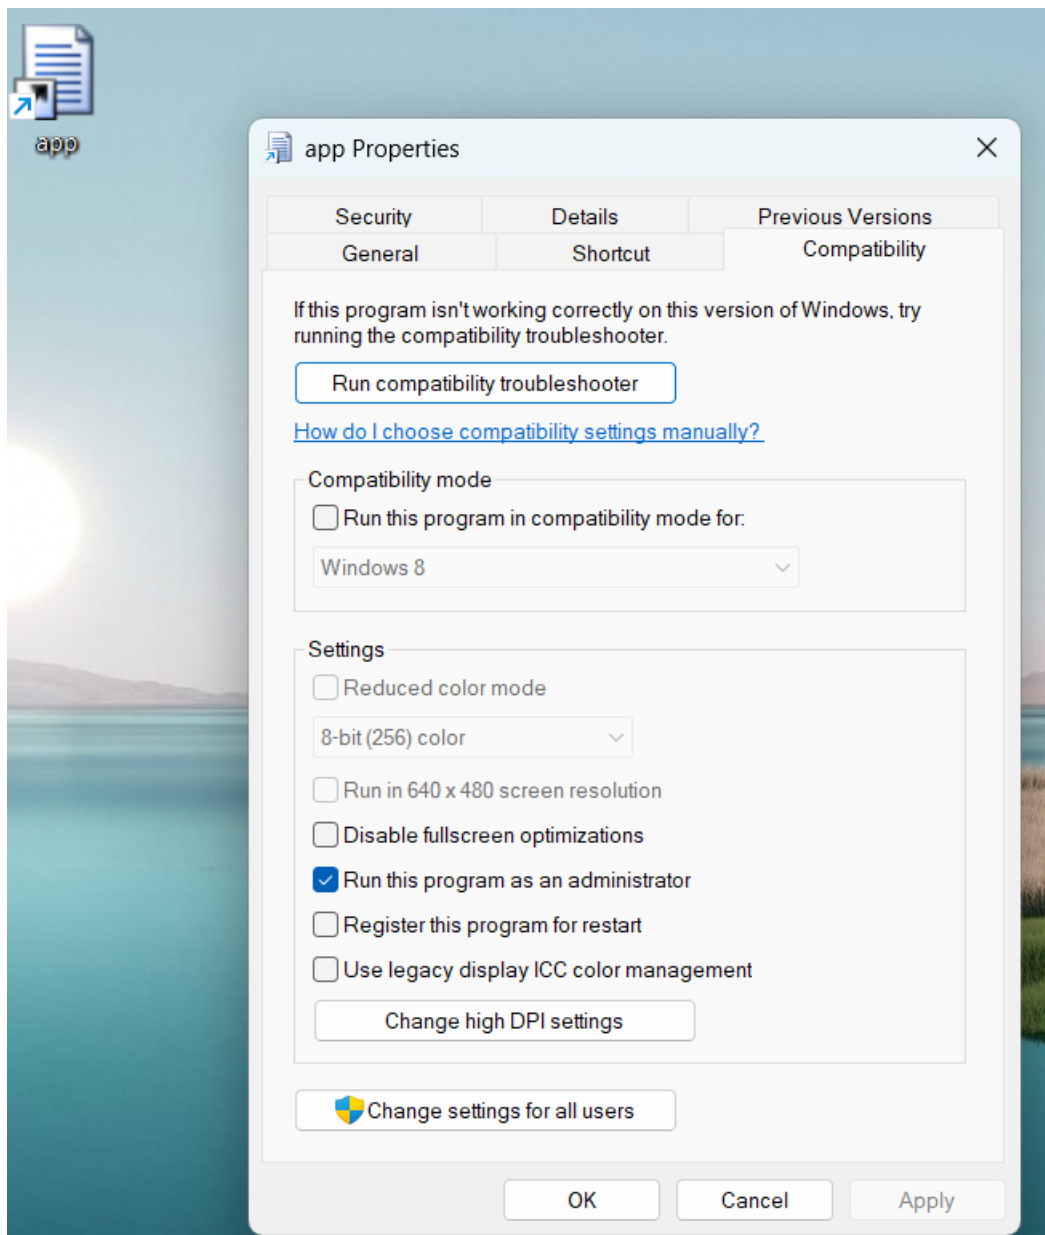 app
app Properties
Security Details Previous Versions
General Shortcut Compatibility
If this program isn't working correctly on this version of Windows, try
running the compatibility troubleshooter.
Run compatibility troubleshooter
How do I choose compatibility settings manually?
Compatibility mode
Run this program in compatibility mode for:
Windows 8
Settings
Reduced color mode
8-bit (256) color
Run in 640 x 480 screen resolution
Disable fullscreen optimizations
Run this program as an administrator
Register this program for restart
Use legacy display ICC color management
Change high DPI settings
Change settings for all users
OK Cancel Apply